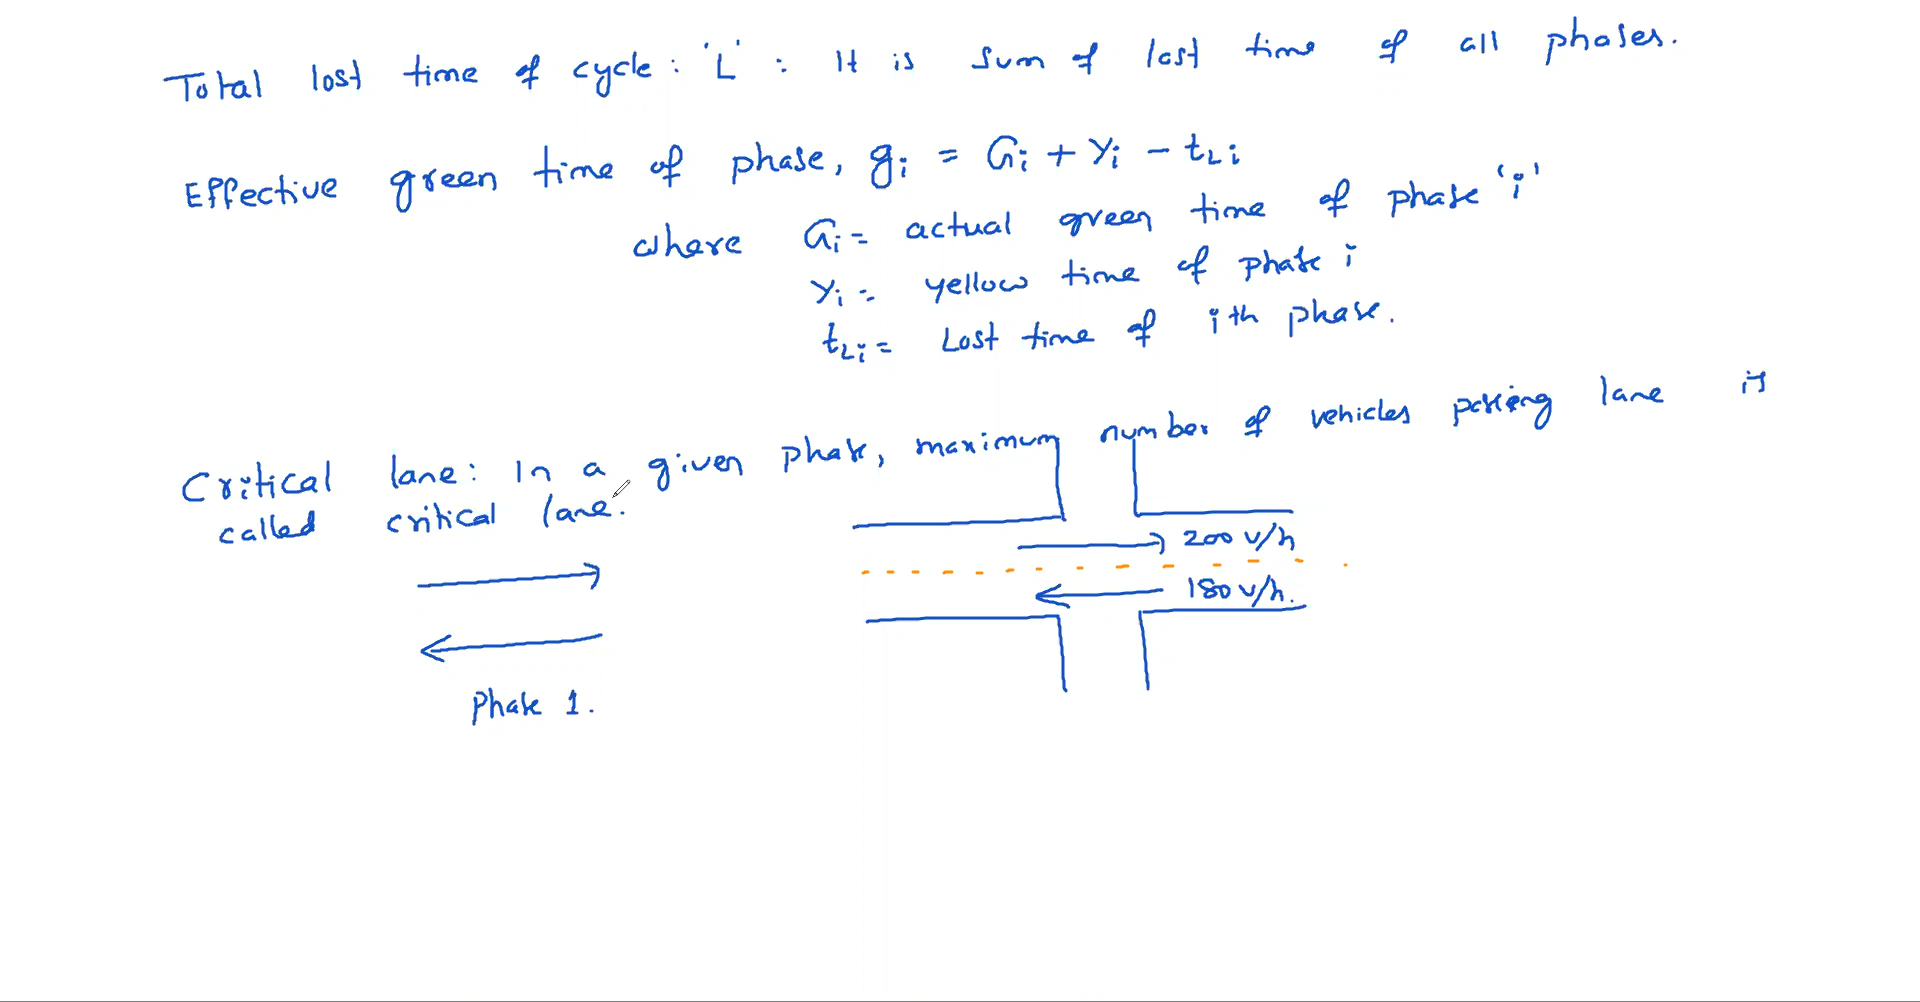 Total lost time of cycle: 'L' : It is sum of lost time of all phases.
Effective green time of phase, gi = Gi + Yi - tLi
where Gi = actual green time of phase 'i'
Yi = yellow time of phase i
tLi = Lost time of ith phase.
Critical lane: In a given phase, maximum number of vehicles passing lane is
called critical lane.
200 v/h
180 v/h.
Phase 1.